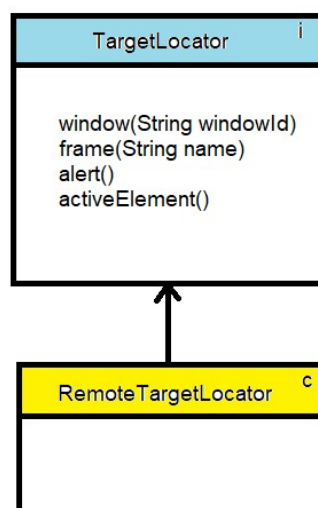 TargetLocator i
window(String windowId)
frame(String name)
alert()
activeElement()
RemoteTargetLocator c